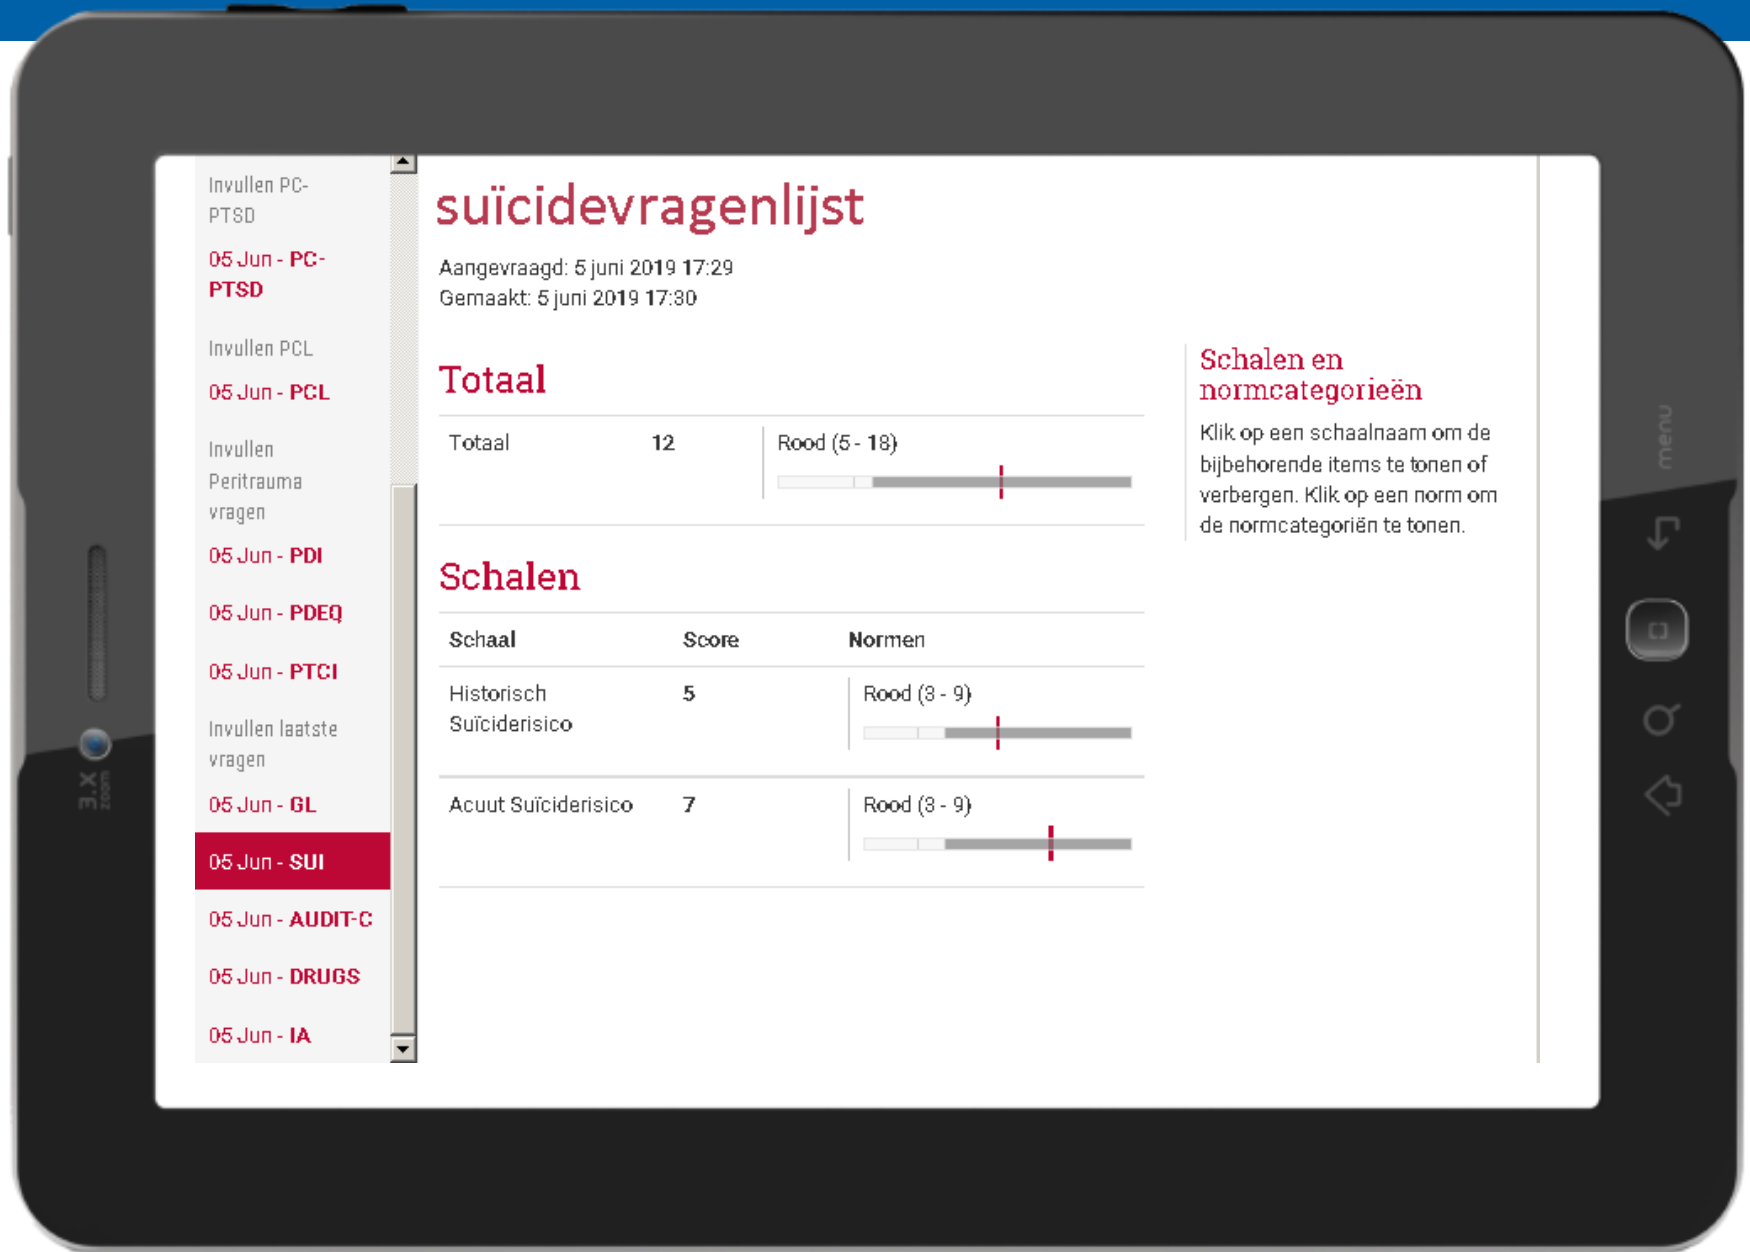 Invullen PC-
PTSD
05 Jun - PC-
PTSD
Invullen PCL
05 Jun - PCL
Invullen
Peritrauma
vragen
05 Jun - PDI
05 Jun - PDEQ
05 Jun - PTCI
Invullen laatste
vragen
05 Jun - GL
05 Jun - SUI
05 Jun - AUDIT-C
05 Jun - DRUGS
05 Jun - IA
suïcidevragenlijst
Aangevraagd: 5 juni 2019 17:29
Gemaakt: 5 juni 2019 17:30
Totaal
Totaal 12 Rood (5 - 18)
Schalen
Schaal Score Normen
Historisch 5 Rood (3 - 9)
Suïciderisico
Acuut Suïciderisico 7 Rood (3 - 9)
Schalen en
normcategorieën
Klik op een schaalnaam om de
bijbehorende items te tonen of
verbergen. Klik op een norm om
de normcategoriën te tonen.
menu
3.X
zoom